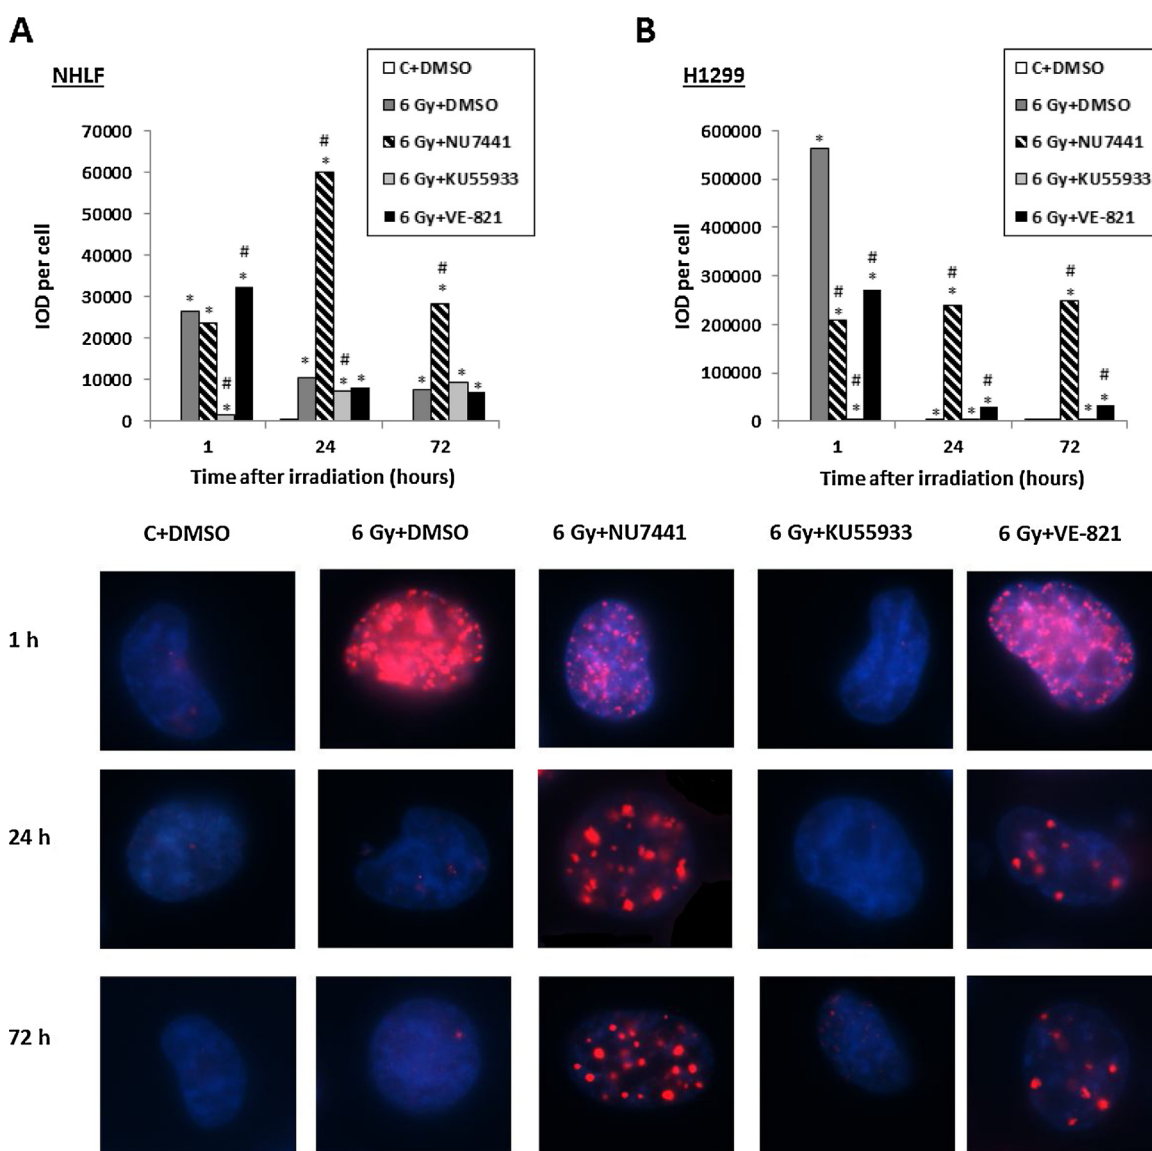 A
NHLF
C+DMSO
6 Gy+DMSO
6 Gy+NU7441
6 Gy+KU55933
6 Gy+VE-821
IOD per cell
70000
60000
50000
40000
30000
20000
10000
0
* * # * # *
* # * # * *
* # * * *
1 24 72
Time after irradiation (hours)
B
H1299
C+DMSO
6 Gy+DMSO
6 Gy+NU7441
6 Gy+KU55933
6 Gy+VE-821
IOD per cell
600000
500000
400000
300000
200000
100000
0
* # * # * # *
* # * * # *
# * * # *
1 24 72
Time after irradiation (hours)
C+DMSO 6 Gy+DMSO 6 Gy+NU7441 6 Gy+KU55933 6 Gy+VE-821
1 h
24 h
72 h